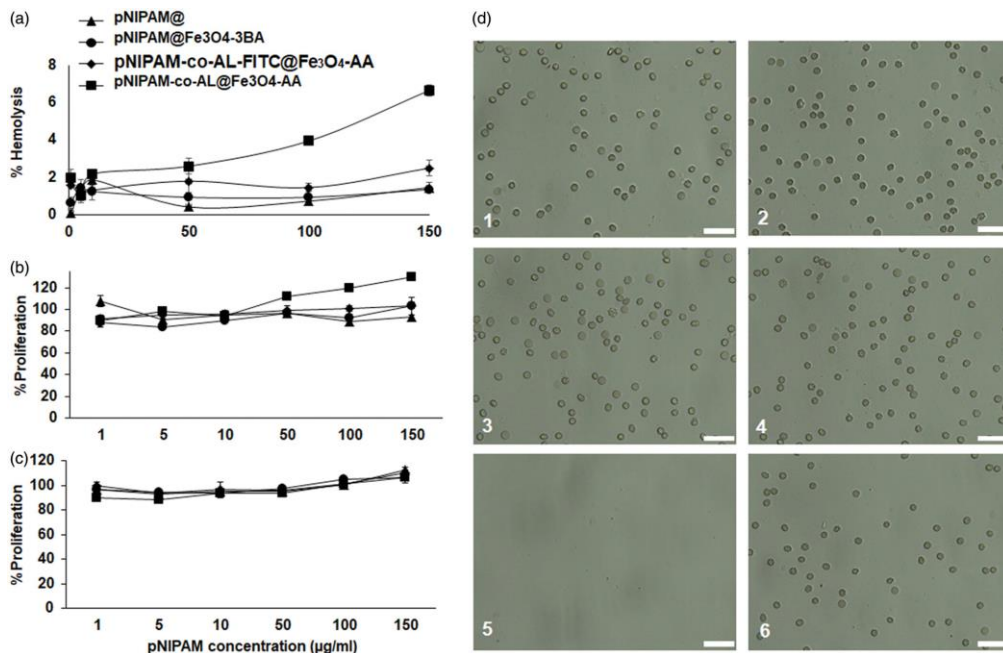 (a)
pNIPAM@
pNIPAM@Fe3O4-3BA
pNIPAM-co-AL-FITC@Fe₃O₄-AA
pNIPAM-co-AL@Fe3O4-AA
% Hemolysis
8
6
4
2
0
0 50 100 150
(b)
%Proliferation
120
100
80
60
40
20
0
1 5 10 50 100 150
(c)
%Proliferation
120
100
80
60
40
20
0
1 5 10 50 100 150
pNIPAM concentration (µg/ml)
(d)
1
2
3
4
5
6